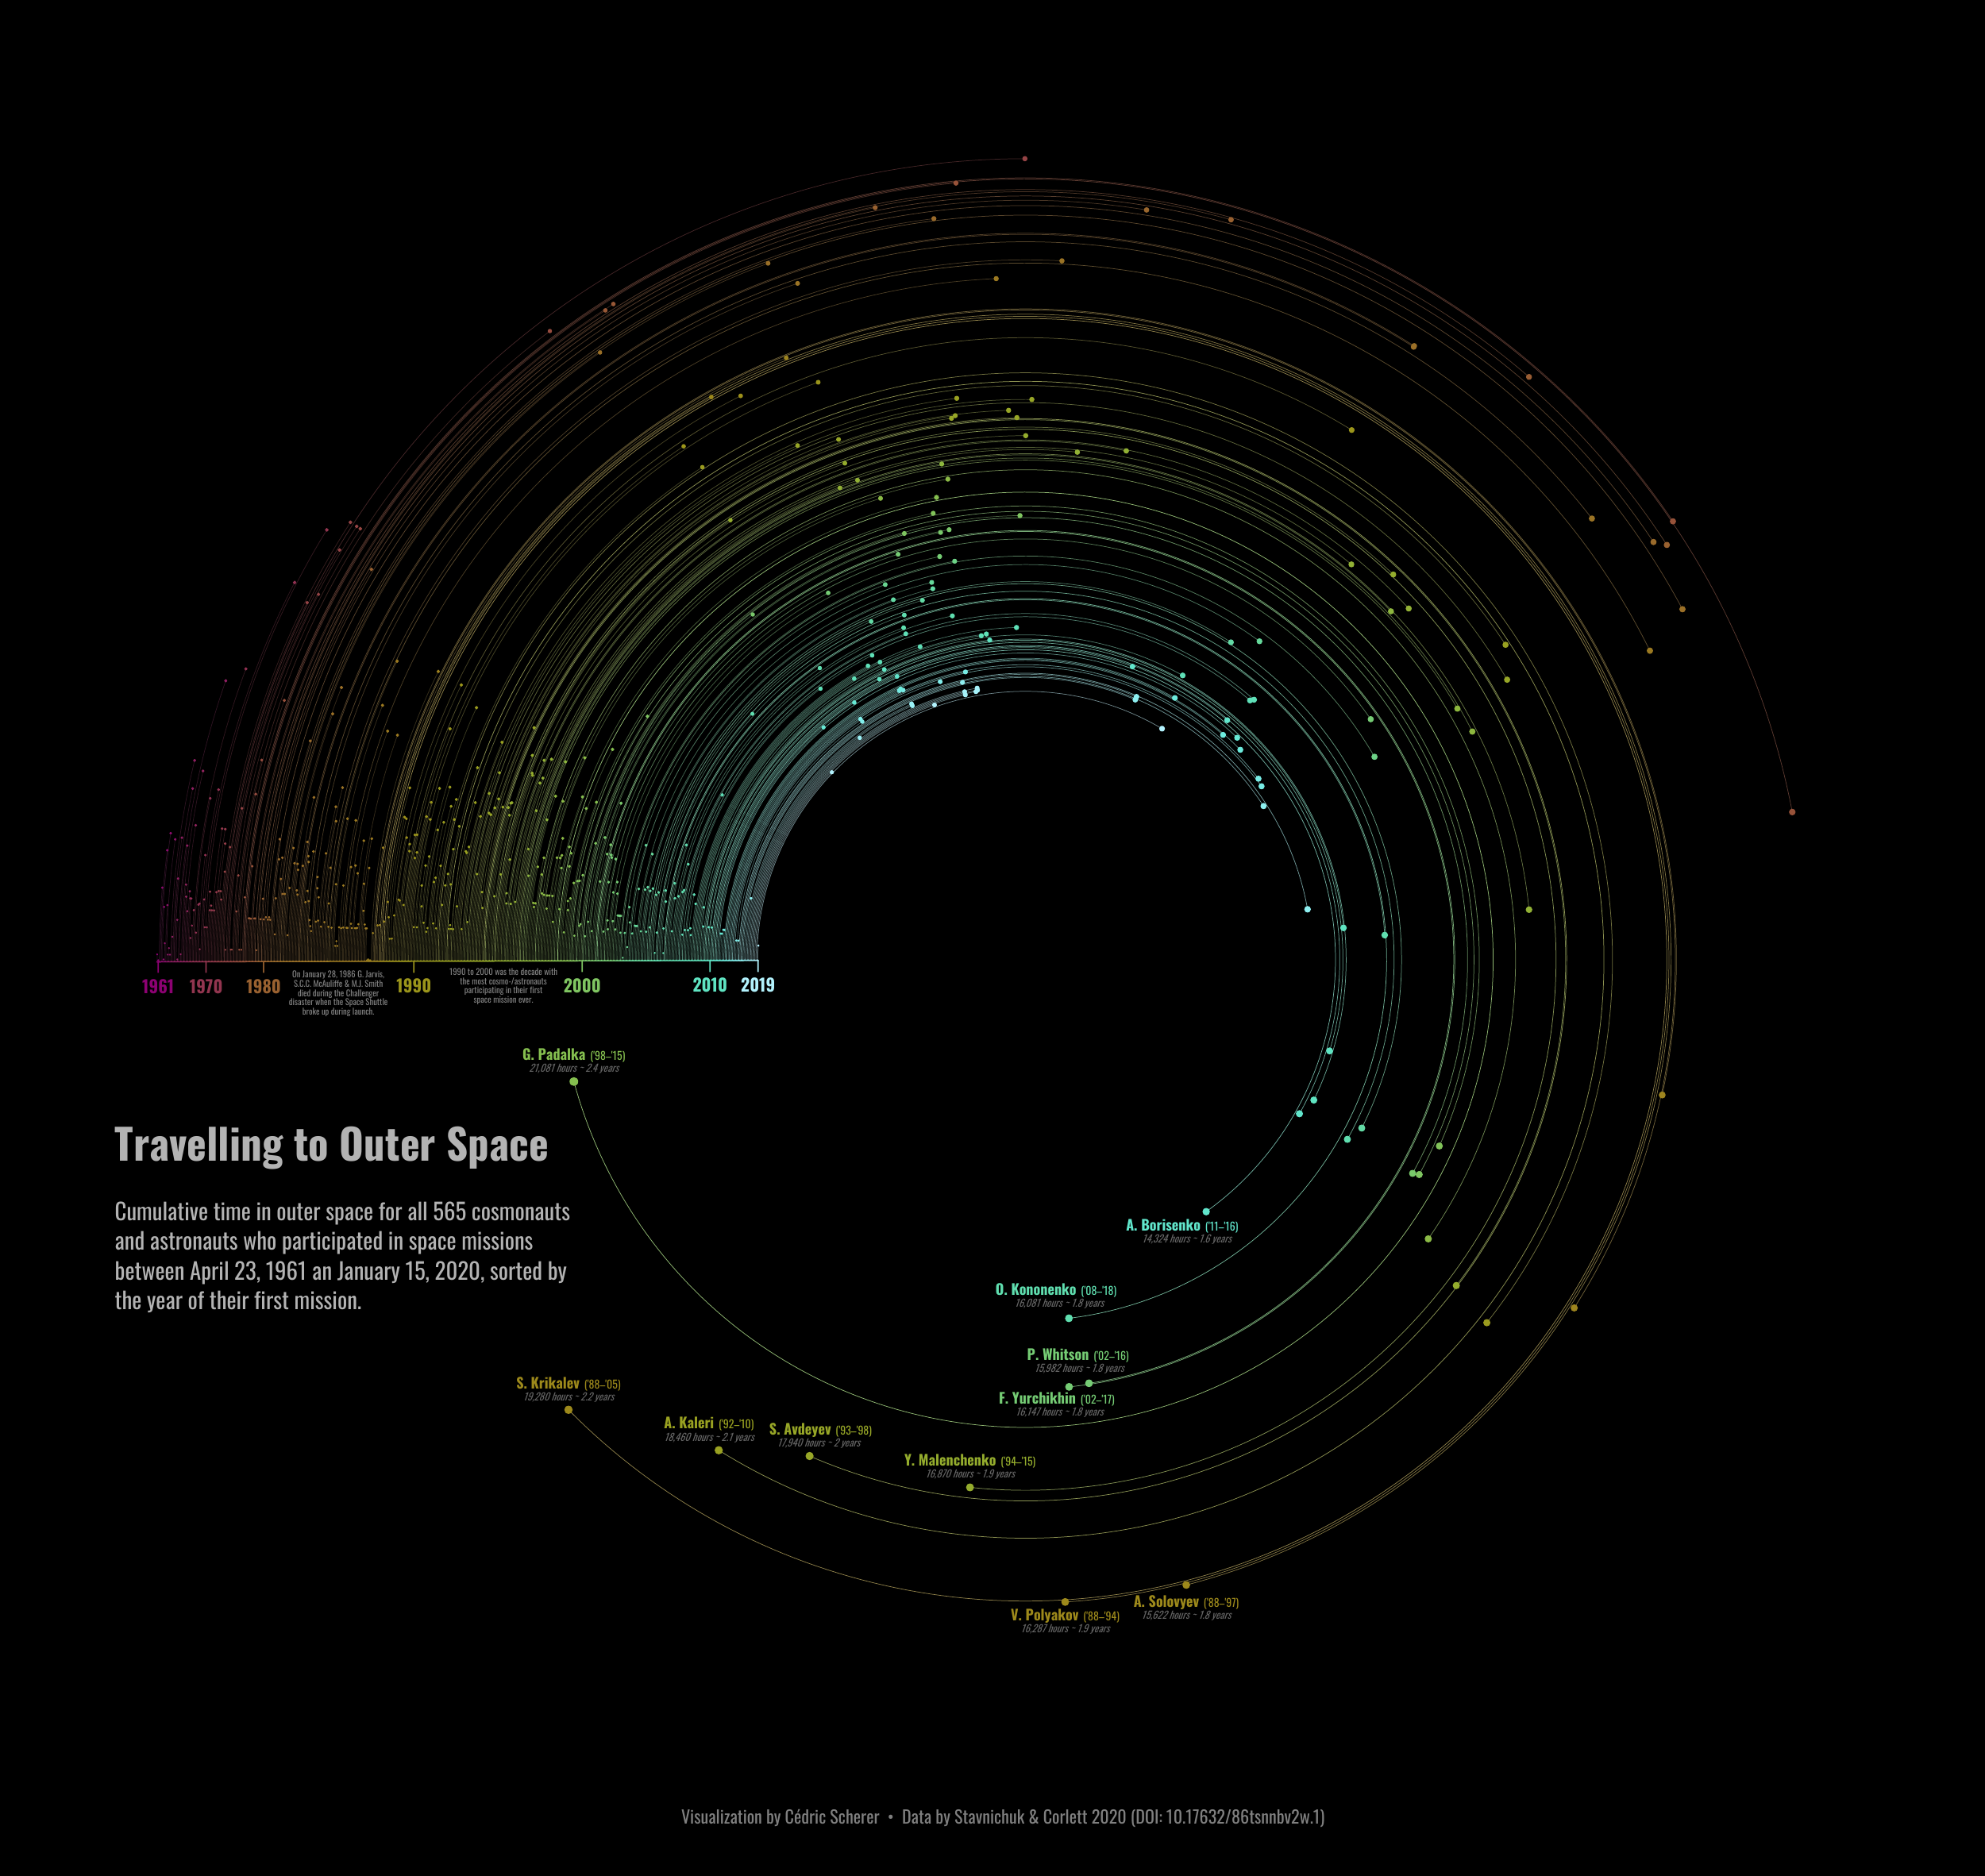 1961
1970
1980
On January 28, 1986 G. Jarvis,
S.C.C. McAuliffe & M.J. Smith
died during the Challenger
disaster when the Space Shuttle
broke up during launch.
1990
1990 to 2000 was the decade with
the most cosmo-/astronauts
participating in their first
space mission ever.
2000
2010
2019
G. Padalka ('98–'15)
21,081 hours ~ 2.4 years
Travelling to Outer Space
Cumulative time in outer space for all 565 cosmonauts
and astronauts who participated in space missions
between April 23, 1961 an January 15, 2020, sorted by
the year of their first mission.
A. Borisenko ('11–'16)
14,324 hours ~ 1.6 years
O. Kononenko ('08–'18)
16,081 hours ~ 1.8 years
P. Whitson ('02–'16)
15,982 hours ~ 1.8 years
F. Yurchikhin ('02–'17)
16,147 hours ~ 1.8 years
S. Krikalev ('88–'05)
19,280 hours ~ 2.2 years
A. Kaleri ('92–'10)
18,460 hours ~ 2.1 years
S. Avdeyev ('93–'98)
17,940 hours ~ 2 years
Y. Malenchenko ('94–'15)
16,870 hours ~ 1.9 years
V. Polyakov ('88–'94)
16,287 hours ~ 1.9 years
A. Solovyev ('88–'97)
15,622 hours ~ 1.8 years
Visualization by Cédric Scherer • Data by Stavnichuk & Corlett 2020 (DOI: 10.17632/86tsnnbv2w.1)